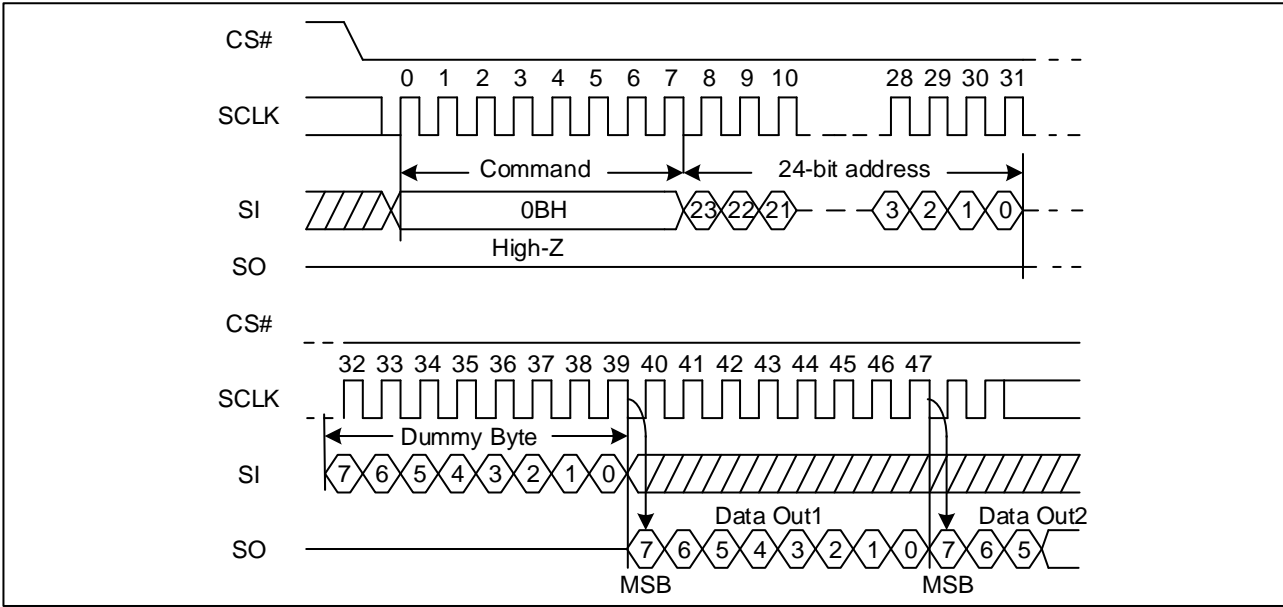 CS#
0 1 2 3 4 5 6 7 8 9 10 28 29 30 31
SCLK
Command 24-bit address
SI 0BH 23 22 21 3 2 1 0
High-Z
SO
CS#
32 33 34 35 36 37 38 39 40 41 42 43 44 45 46 47
SCLK
Dummy Byte
SI 7 6 5 4 3 2 1 0
Data Out1 Data Out2
SO 7 6 5 4 3 2 1 0 7 6 5
MSB MSB